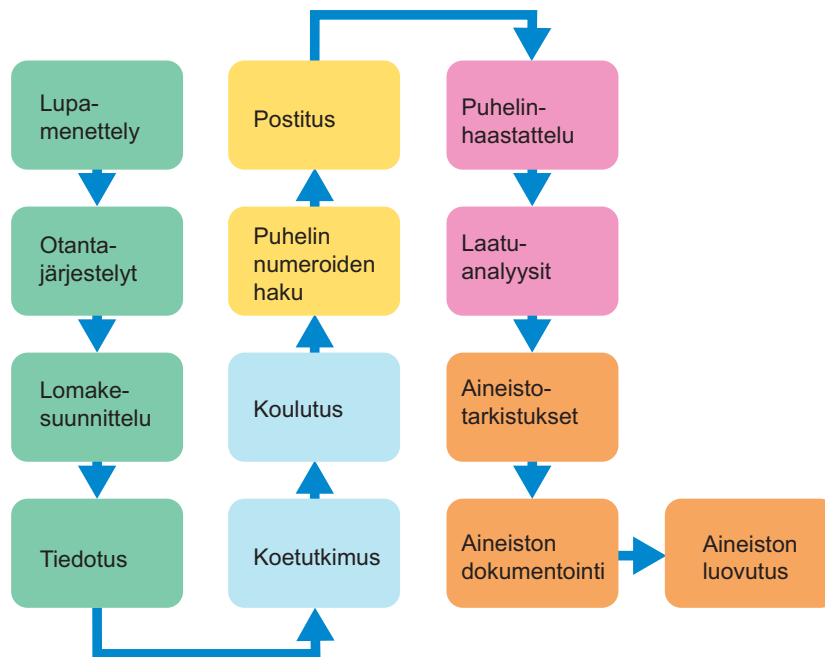 Lupa-
menettely
Otanta-
järjestelyt
Lomake-
suunnittelu
Tiedotus
Koetutkimus
Koulutus
Puhelin
numeroiden
haku
Postitus
Puhelin-
haastattelu
Laatu-
analyysit
Aineisto-
tarkistukset
Aineiston
dokumentointi
Aineiston
luovutus